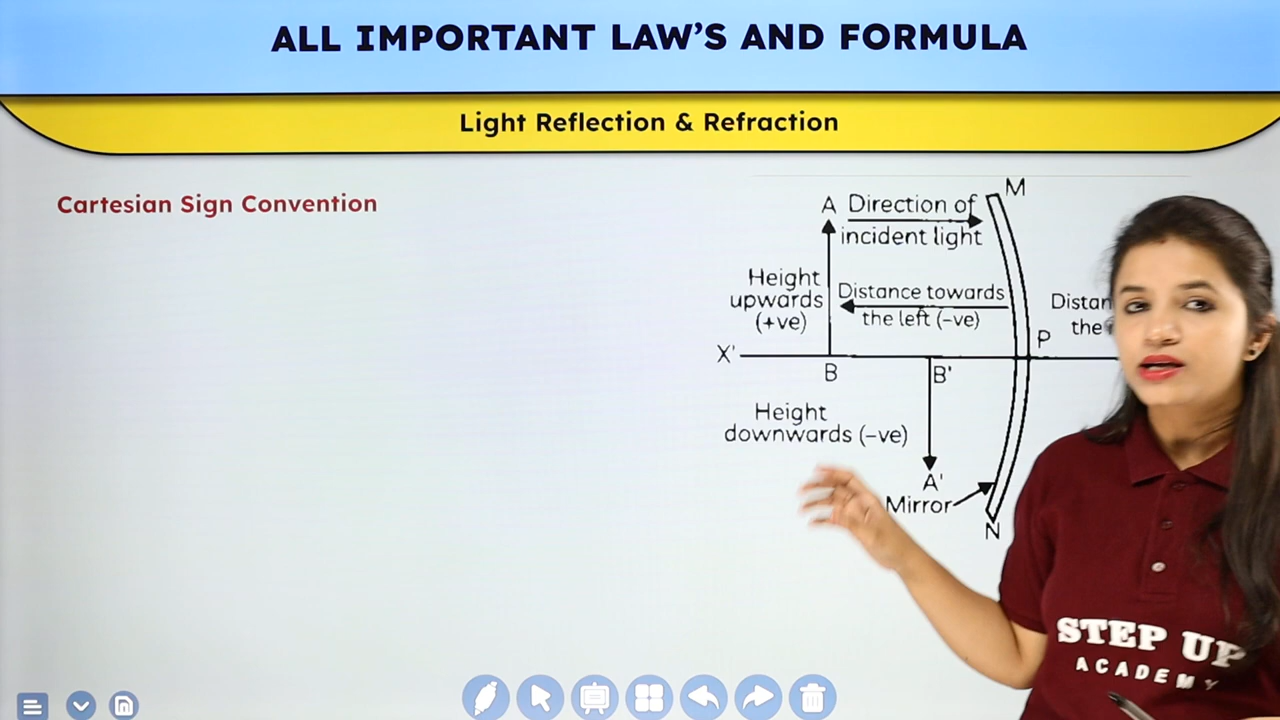 ALL IMPORTANT LAW'S AND FORMULA
Light Reflection & Refraction
Cartesian Sign Convention
M
A
Direction of
incident light
Height
upwards
(+ve)
Distance towards
the left (-ve)
Distan
the
P
X'
B
B'
Height
downwards (-ve)
A'
Mirror
N
STEP UP
ACADEMY